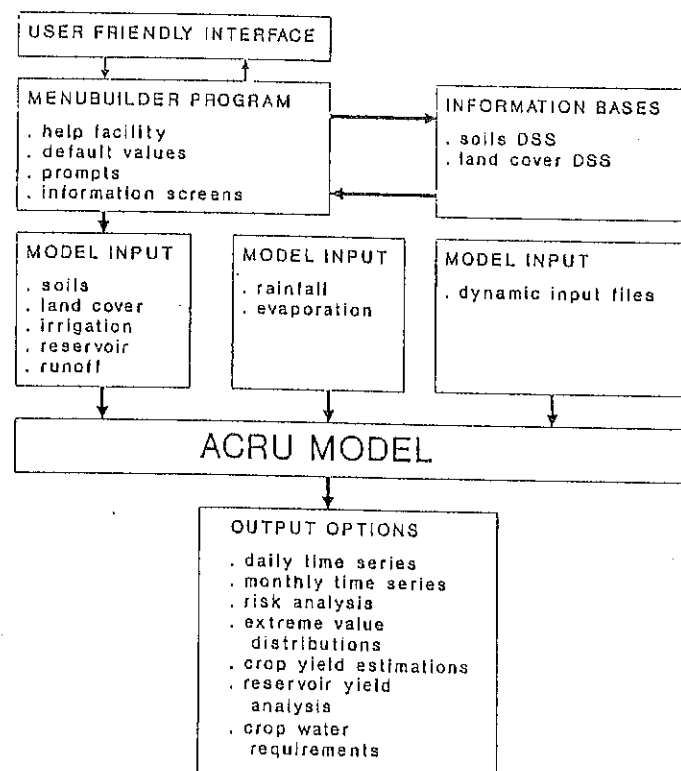 USER FRIENDLY INTERFACE
MENUBUILDER PROGRAM
. help facility
. default values
. prompts
. information screens
INFORMATION BASES
. soils DSS
. land cover DSS
MODEL INPUT
. soils
. land cover
. irrigation
. reservoir
. runoff
MODEL INPUT
. rainfall
. evaporation
MODEL INPUT
. dynamic input files
ACRU MODEL
OUTPUT OPTIONS
. daily time series
. monthly time series
. risk analysis
. extreme value
distributions
. crop yield estimations
. reservoir yield
analysis
. crop water
requirements